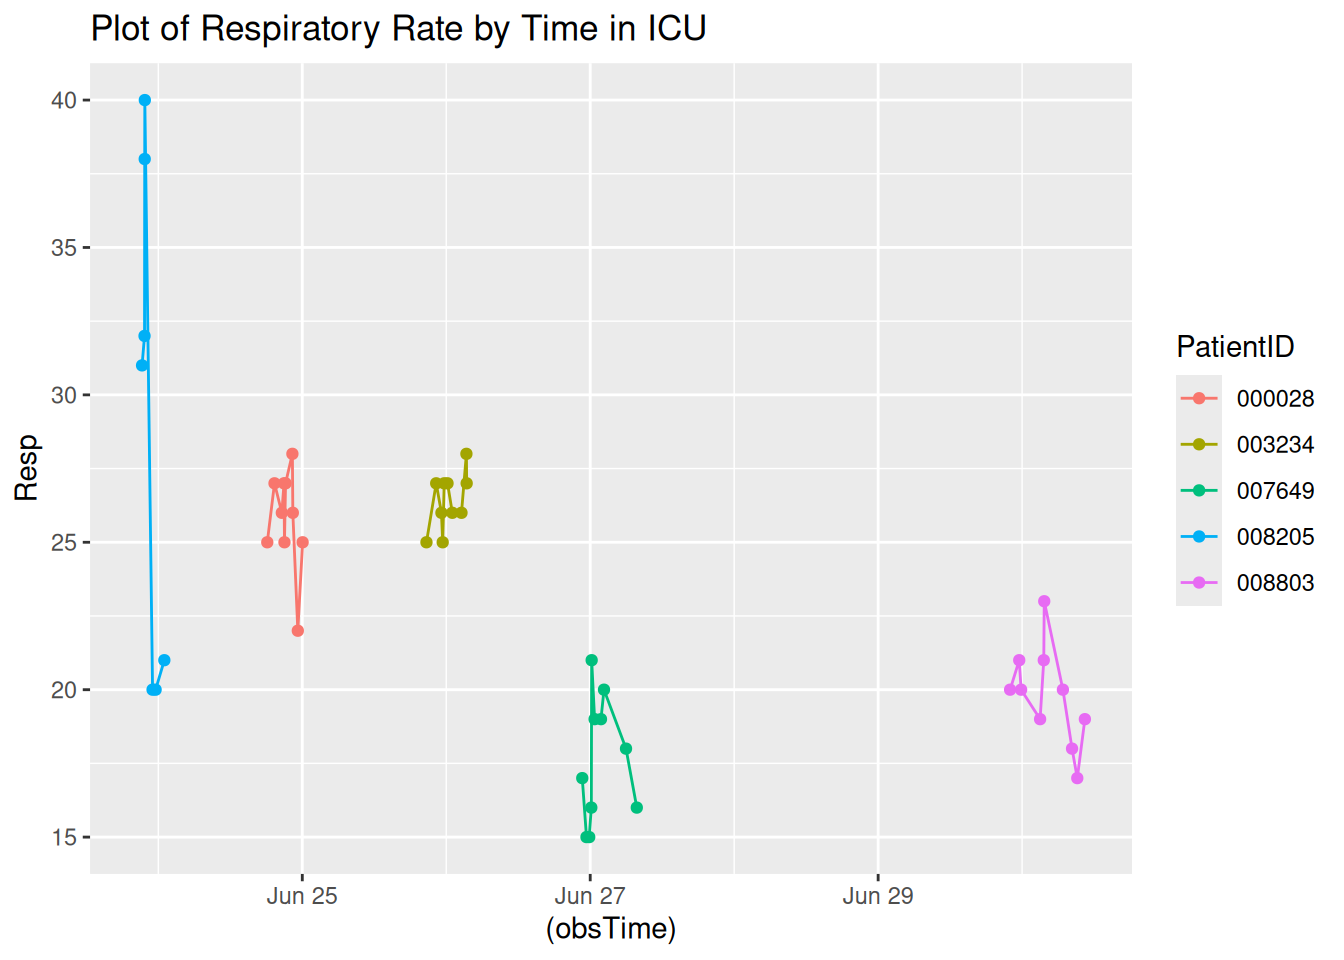 Plot of Respiratory Rate by Time in ICU
40
35
30
25
20
15
Resp
Jun 25
Jun 27
Jun 29
(obsTime)
PatientID
000028
003234
007649
008205
008803